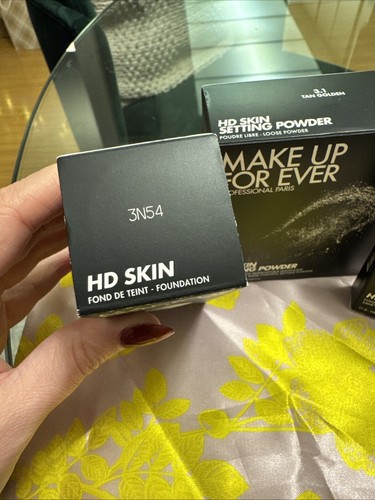 3.1
TAN GOLDEN
HD SKIN
SETTING POWDER
POUDRE LIBRE · LOOSE POWDER
MAKE UP
FOR EVER
PROFESSIONAL PARIS
SKIN
POWDER
3N54
HD SKIN
FOND DE TEINT · FOUNDATION
H